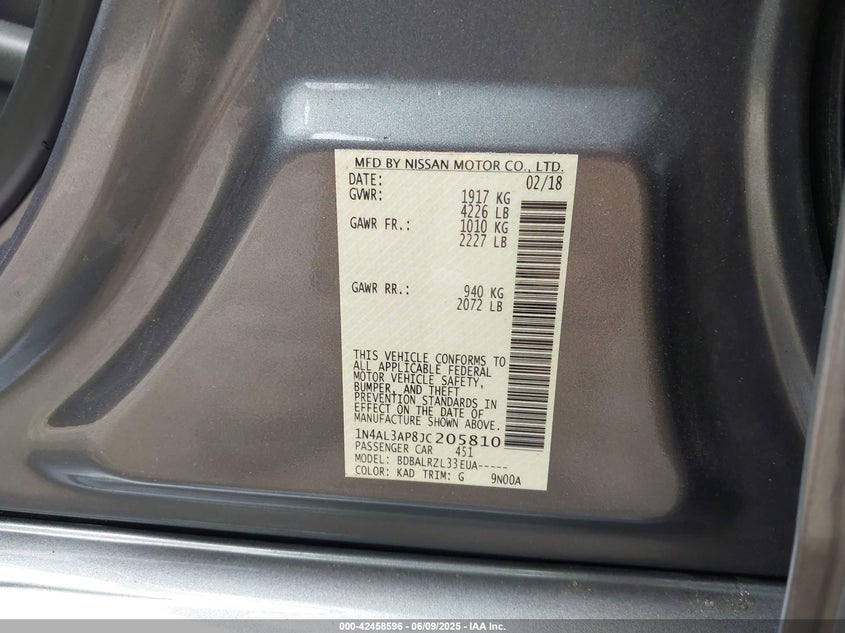 MFD BY NISSAN MOTOR CO., LTD.
DATE: 02/18
GVWR: 1917 KG
4226 LB
GAWR FR.: 1010 KG
2227 LB
GAWR RR.: 940 KG
2072 LB
THIS VEHICLE CONFORMS TO
ALL APPLICABLE FEDERAL
MOTOR VEHICLE SAFETY,
BUMPER, AND THEFT
PREVENTION STANDARDS IN
EFFECT ON THE DATE OF
MANUFACTURE SHOWN ABOVE.
1N4AL3AP8JC205810
PASSENGER CAR 451
MODEL: BDBALRZL33EUA-----
COLOR: KAD TRIM: G 9N00A
000-42458596 - 06/09/2025 - IAA Inc.